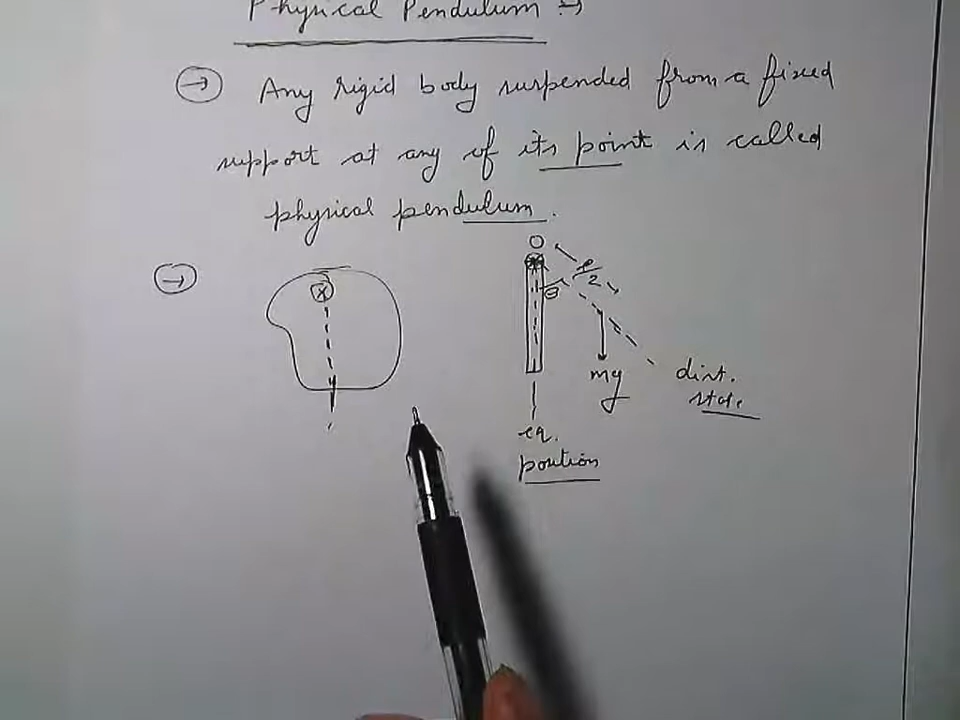 Physical Pendulum :→
→ Any rigid body suspended from a fixed
support at any of its point is called
physical pendulum.
→
O
l/2
θ
mg
dist.
state
eq.
position